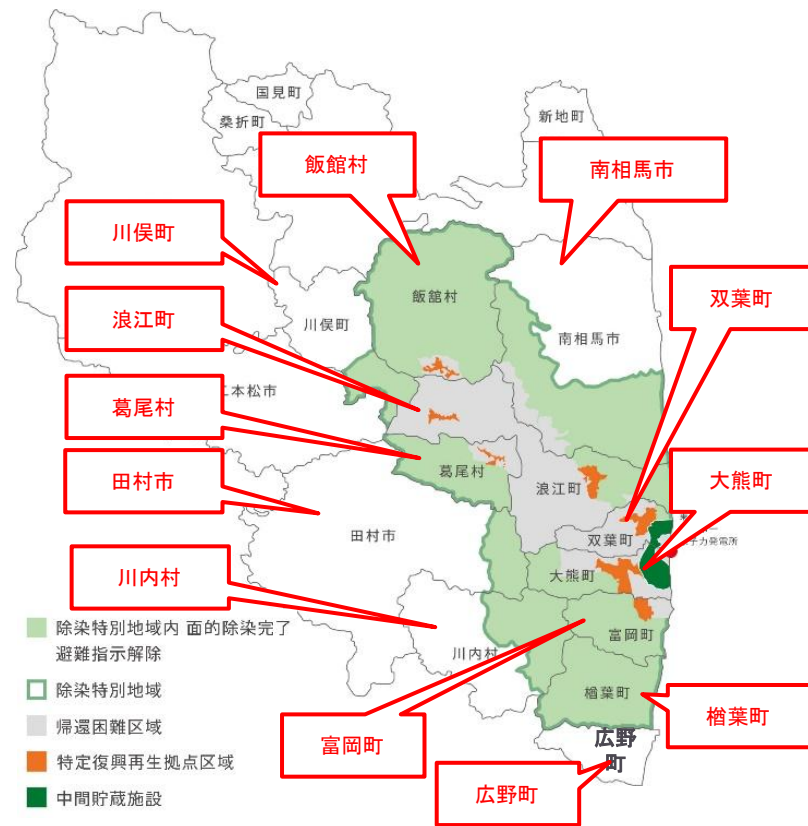 国見町
桑折町
新地町
飯館村
南相馬市
川俣町
飯舘村
双葉町
浪江町
川俣町
南相馬市
二本松市
葛尾村
葛尾村
大熊町
田村市
浪江町
田村市
双葉町
力発電所
川内村
大熊町
除染特別地域内 面的除染完了
避難指示解除
富岡町
川内村
除染特別地域
楢葉町
楢葉町
帰還困難区域
富岡町
広野
町
特定復興再生拠点区域
広野町
中間貯蔵施設